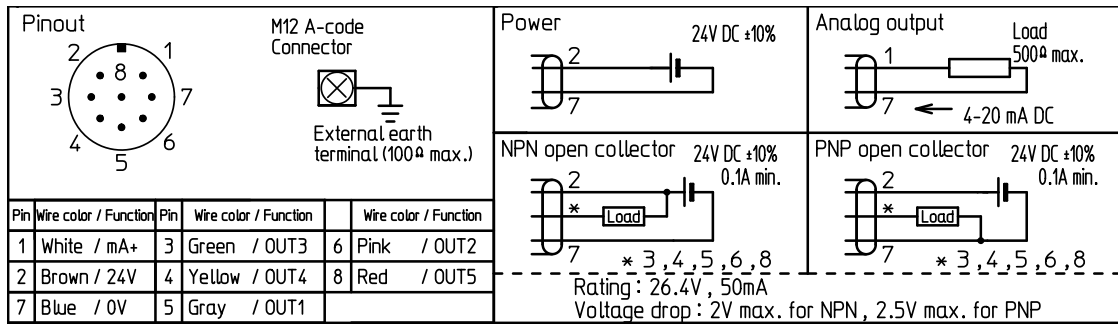 Pinout
M12 A-code
Connector
2
1
8
3
7
4
6
5
External earth
terminal (100Ω max.)
Pin Wire color / Function Pin Wire color / Function Wire color / Function
1 White / mA+ 3 Green / OUT3 6 Pink / OUT2
2 Brown / 24V 4 Yellow / OUT4 8 Red / OUT5
7 Blue / 0V 5 Gray / OUT1
Power
24V DC ±10%
2
7
Analog output
Load
500Ω max.
1
7
4-20 mA DC
NPN open collector
24V DC ±10%
0.1A min.
2
*
Load
7
* 3,4,5,6,8
PNP open collector
24V DC ±10%
0.1A min.
2
*
Load
7
* 3,4,5,6,8
Rating : 26.4V , 50mA
Voltage drop : 2V max. for NPN , 2.5V max. for PNP